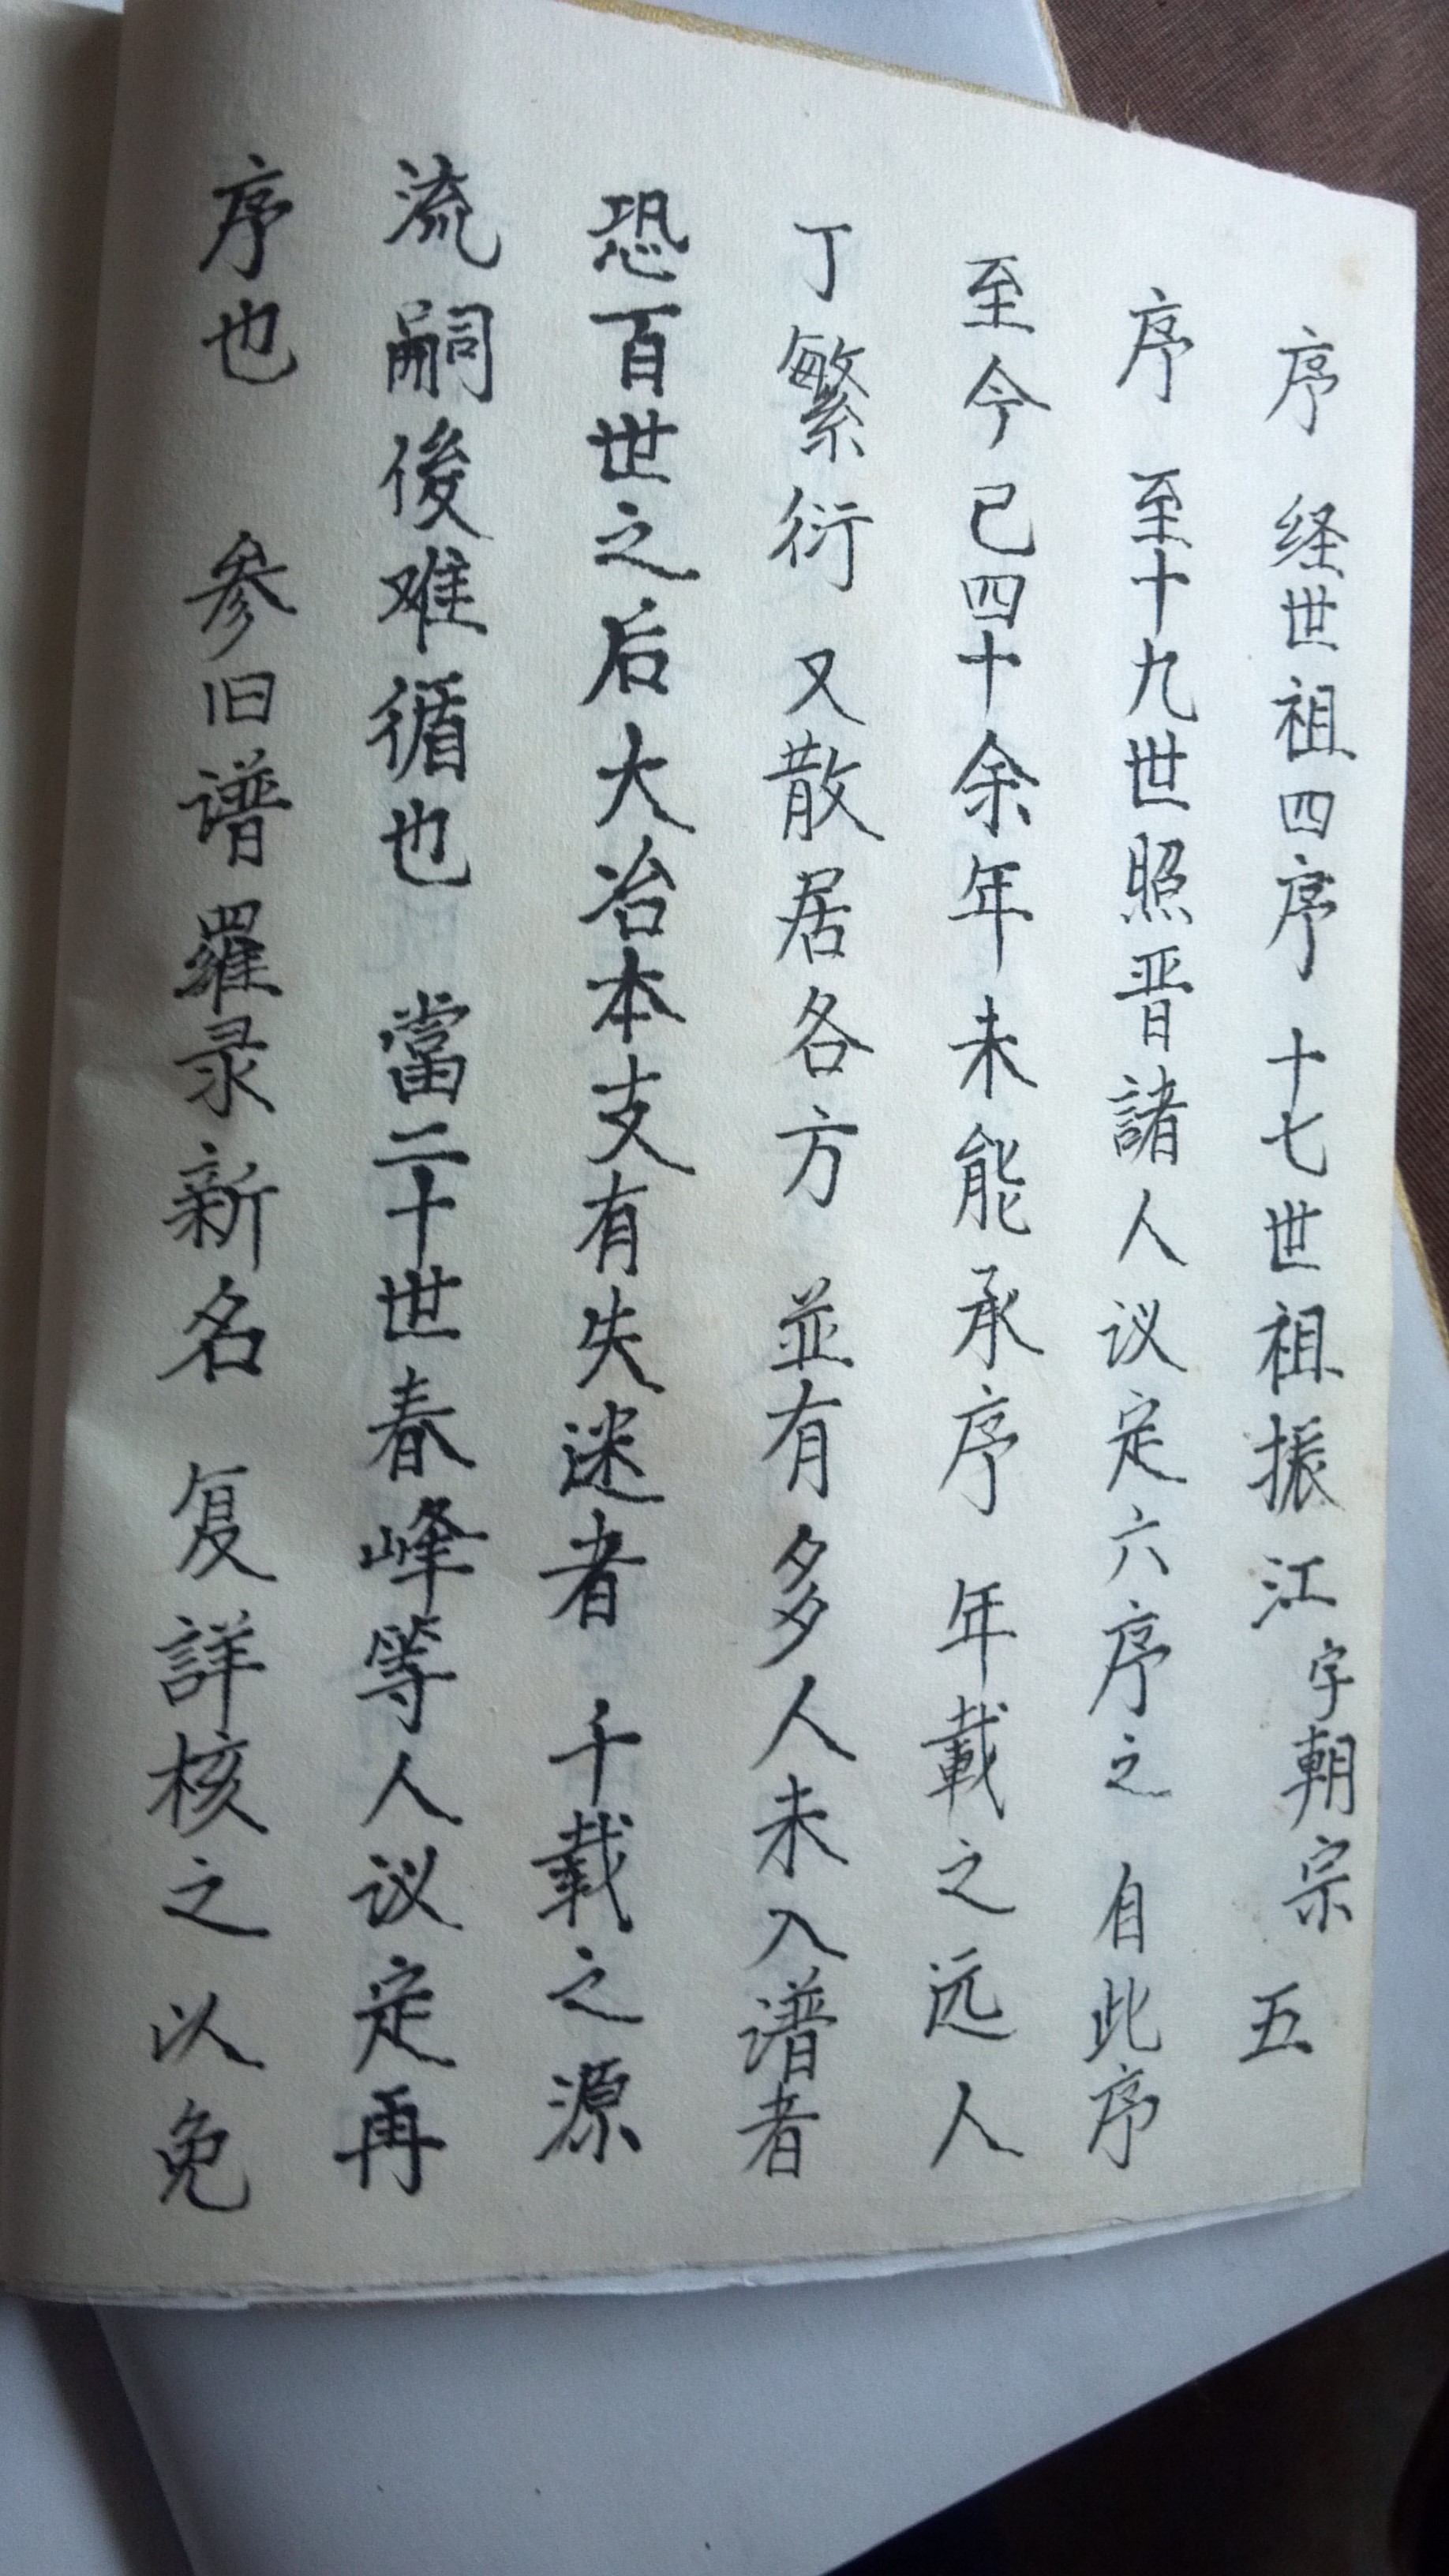 序 经世祖四序 十七世祖振江字朝宗 五
序 至十九世照晋諸人议定六序之 自此序
至今已四十余年未能承序 年載之远人
丁繁衍 又散居各方 並有多人未入谱者
恐百世之后大冶本支有失迷者 千载之源
流嗣後难循也 當二十世春峰等人议定再
序也 参旧谱羅录新名 复詳核之以免